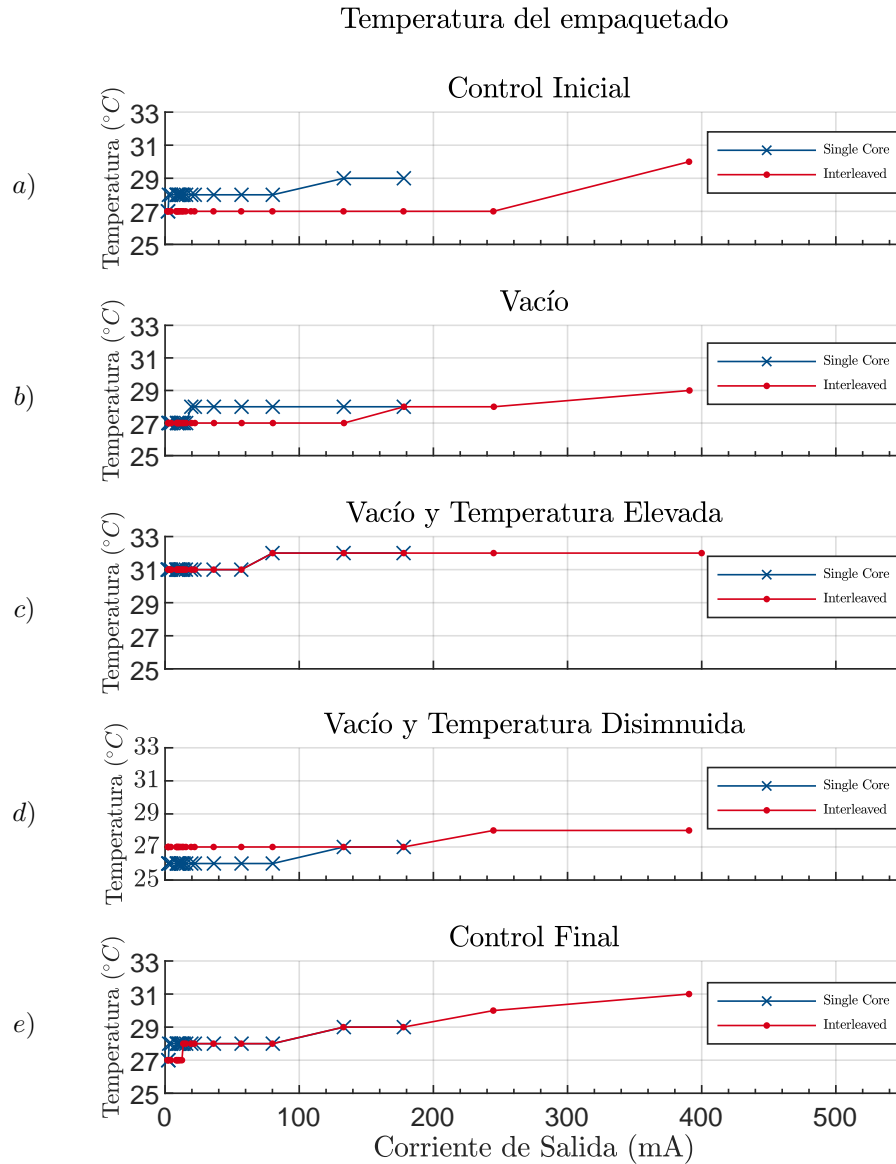 Temperatura del empaquetado
Control Inicial
a)
Temperatura (°C)
33
31
29
27
25
Single Core
Interleaved
Vacío
b)
Temperatura (°C)
33
31
29
27
25
Single Core
Interleaved
Vacío y Temperatura Elevada
c)
Temperatura (°C)
33
31
29
27
25
Single Core
Interleaved
Vacío y Temperatura Disimnuida
d)
Temperatura (°C)
33
31
29
27
25
Single Core
Interleaved
Control Final
e)
Temperatura (°C)
33
31
29
27
25
Single Core
Interleaved
0 100 200 300 400 500
Corriente de Salida (mA)